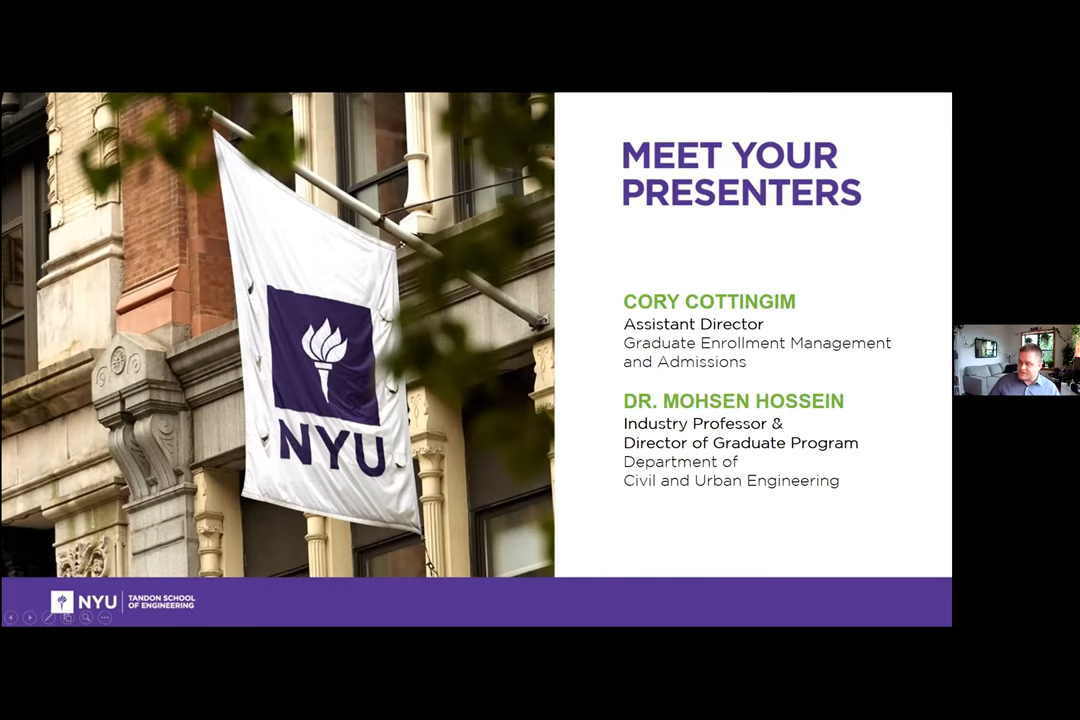 NYU
MEET YOUR
PRESENTERS
CORY COTTINGIM
Assistant Director
Graduate Enrollment Management
and Admissions
DR. MOHSEN HOSSEIN
Industry Professor &
Director of Graduate Program
Department of
Civil and Urban Engineering
NYU
TANDON SCHOOL
OF ENGINEERING